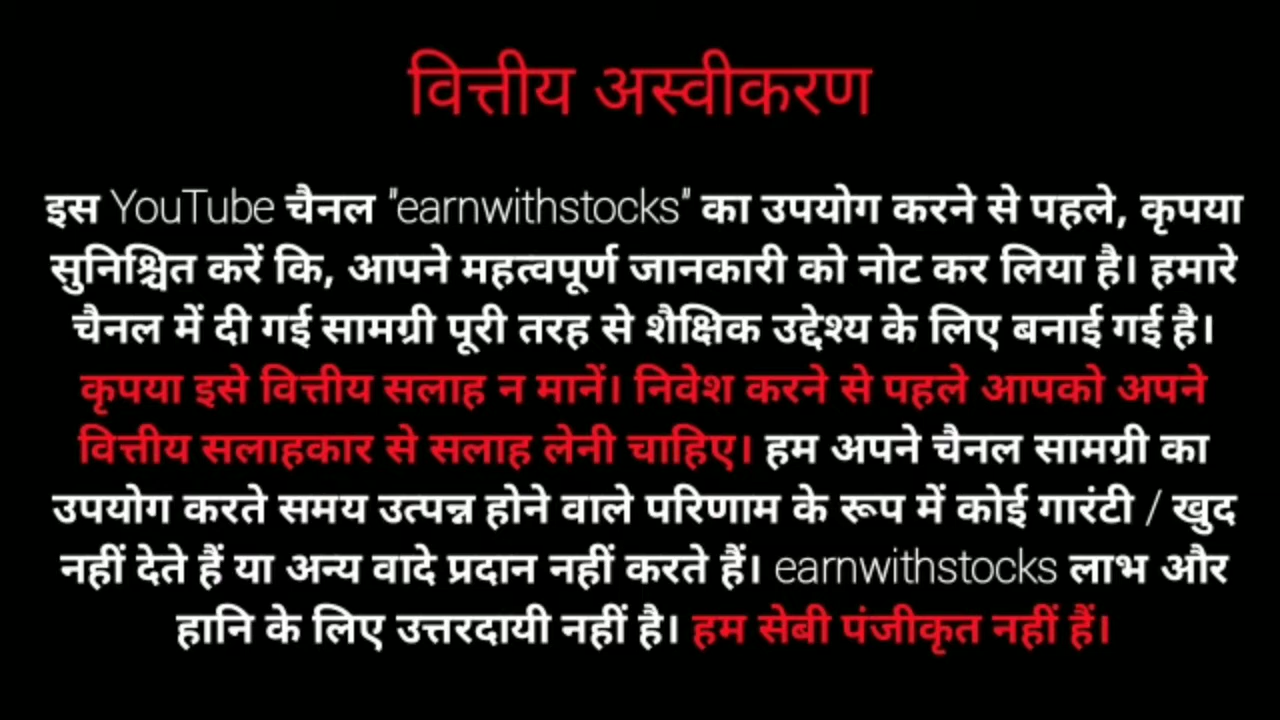 वित्तीय अस्वीकरण
इस YouTube चैनल "earnwithstocks" का उपयोग करने से पहले, कृपया
सुनिश्चित करें कि, आपने महत्वपूर्ण जानकारी को नोट कर लिया है। हमारे
चैनल में दी गई सामग्री पूरी तरह से शैक्षिक उद्देश्य के लिए बनाई गई है।
कृपया इसे वित्तीय सलाह न मानें। निवेश करने से पहले आपको अपने
वित्तीय सलाहकार से सलाह लेनी चाहिए। हम अपने चैनल सामग्री का
उपयोग करते समय उत्पन्न होने वाले परिणाम के रूप में कोई गारंटी / खुद
नहीं देते हैं या अन्य वादे प्रदान नहीं करते हैं। earnwithstocks लाभ और
हानि के लिए उत्तरदायी नहीं है। हम सेबी पंजीकृत नहीं हैं।